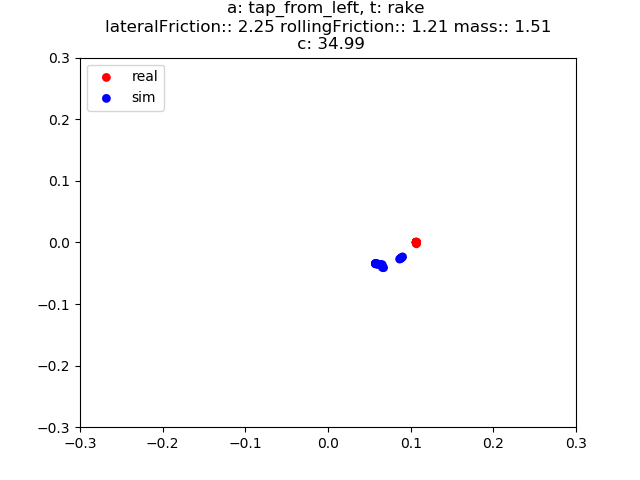 a: tap_from_left, t: rake
lateralFriction:: 2.25 rollingFriction:: 1.21 mass:: 1.51
c: 34.99
real
sim
0.3
0.2
0.1
0.0
−0.1
−0.2
−0.3
−0.3 −0.2 −0.1 0.0 0.1 0.2 0.3